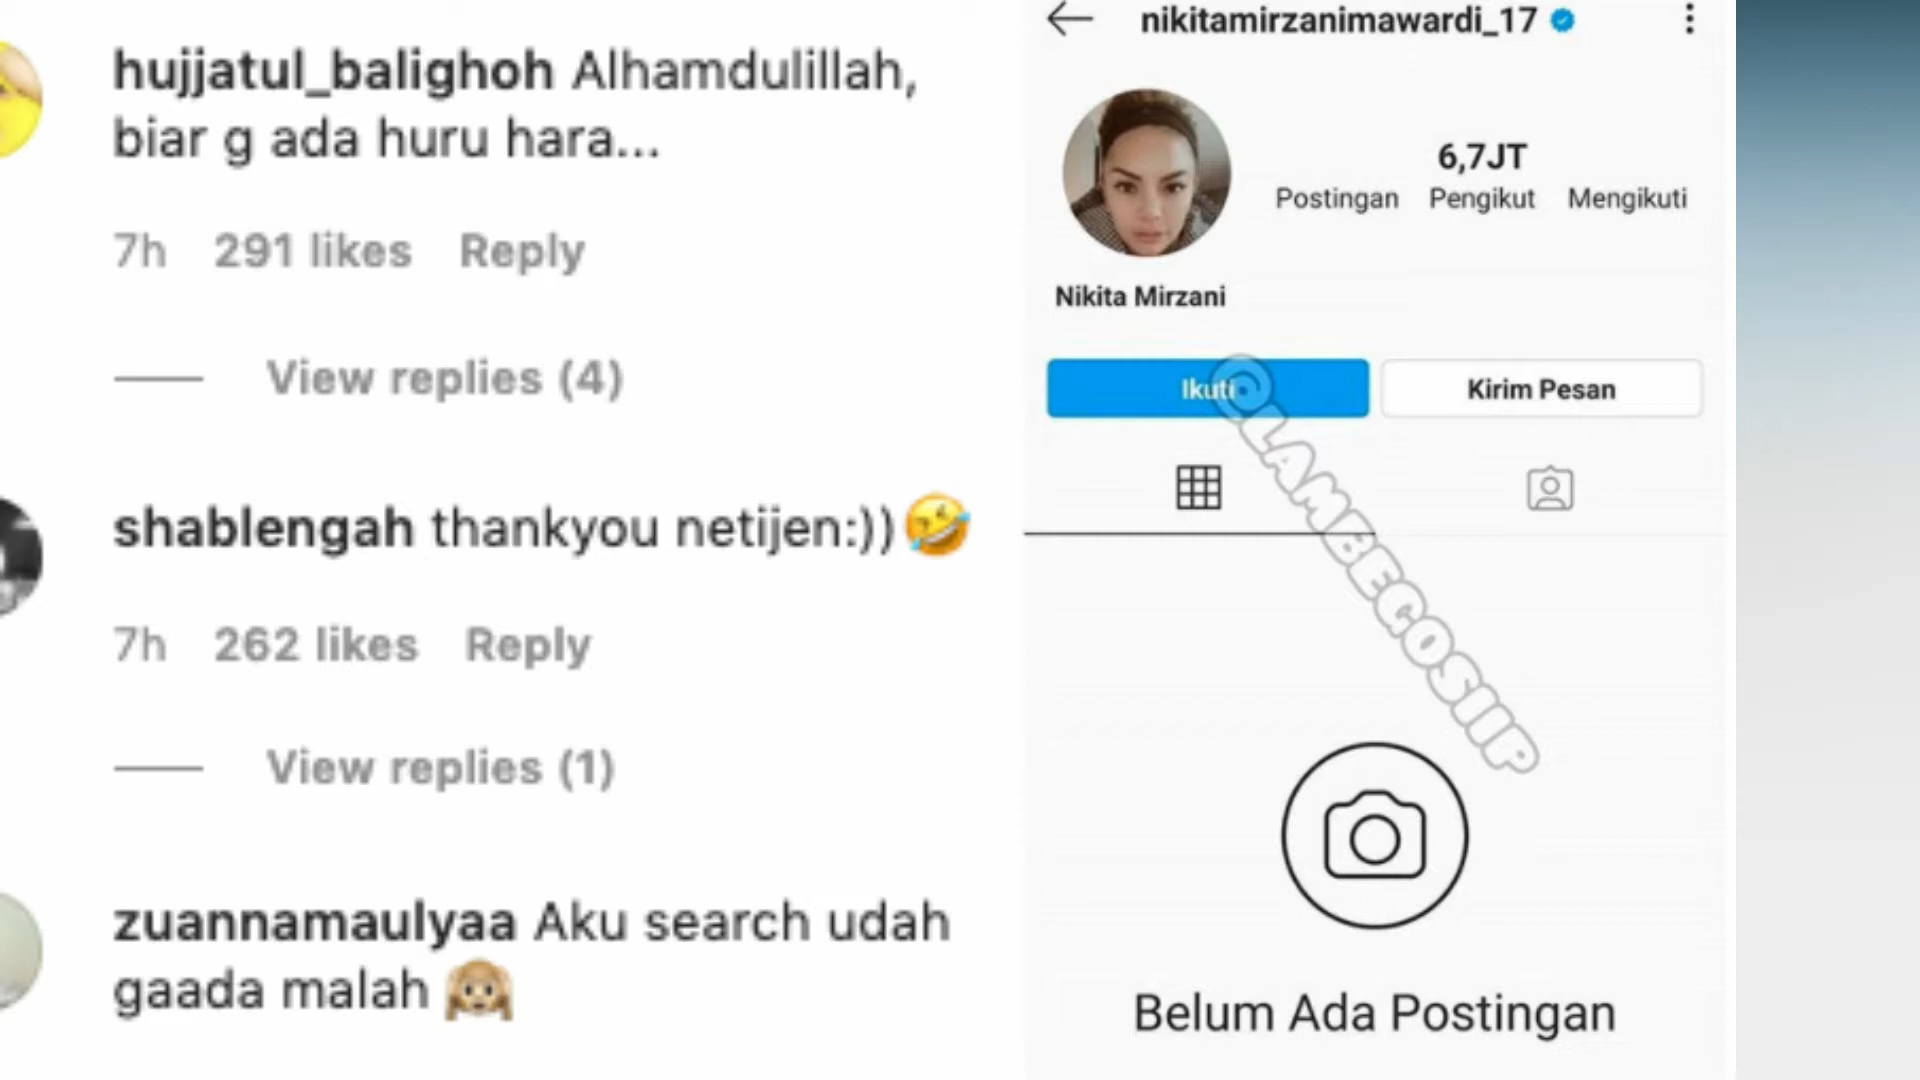 hujjatul_balighoh Alhamdulillah,
biar g ada huru hara...
7h 291 likes Reply
View replies (4)
shablengah thankyou netijen:)) 🤣
7h 262 likes Reply
View replies (1)
zuannamaulyaa Aku search udah
gaada malah 🙉
nikitamirzanimawardi_17
6,7JT
Postingan Pengikut Mengikuti
Nikita Mirzani
Ikuti Kirim Pesan
@LAMBEGOSIIP
Belum Ada Postingan